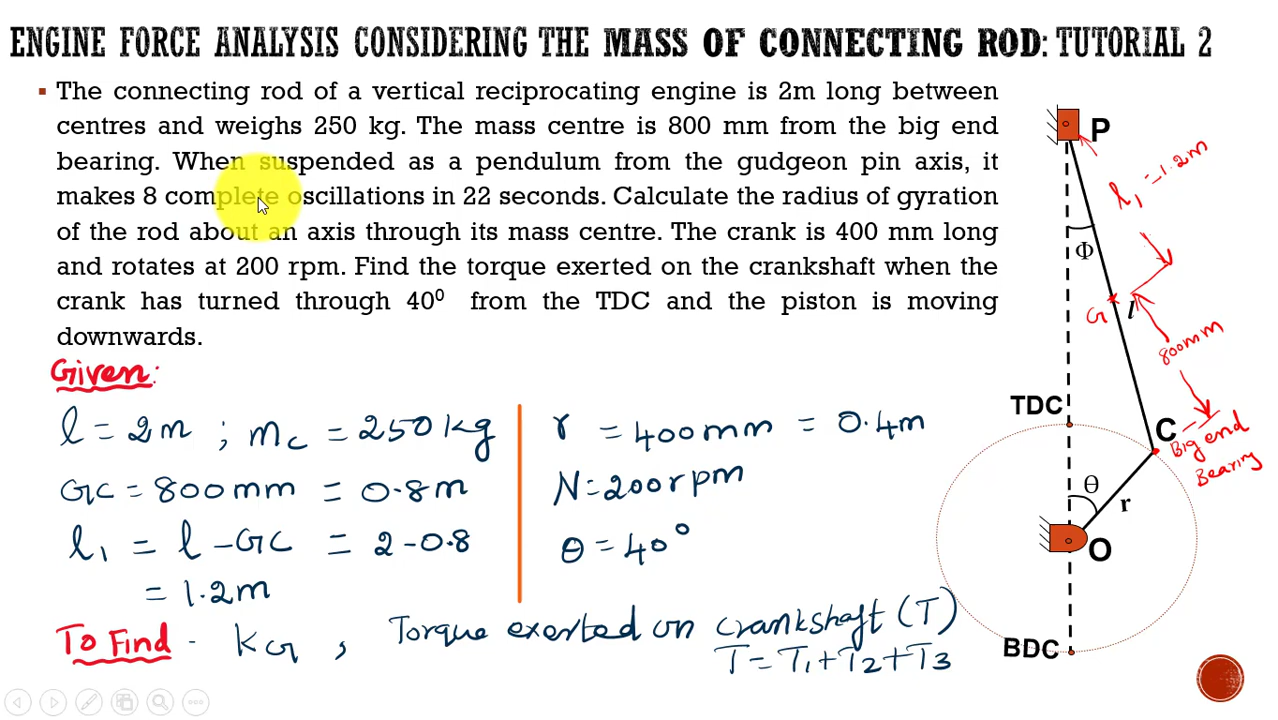 ENGINE FORCE ANALYSIS CONSIDERING THE MASS OF CONNECTING ROD: TUTORIAL 2
▪ The connecting rod of a vertical reciprocating engine is 2m long between
centres and weighs 250 kg. The mass centre is 800 mm from the big end
bearing. When suspended as a pendulum from the gudgeon pin axis, it
makes 8 complete oscillations in 22 seconds. Calculate the radius of gyration
of the rod about an axis through its mass centre. The crank is 400 mm long
and rotates at 200 rpm. Find the torque exerted on the crankshaft when the
crank has turned through 40⁰ from the TDC and the piston is moving
downwards.
Given:
l = 2m ; mc = 250kg
GC = 800mm = 0.8m
l₁ = l - GC = 2-0.8
= 1.2m
r = 400mm = 0.4m
N = 200rpm
θ = 40°
To Find - KG , Torque exerted on crankshaft (T)
T = T₁+T₂+T₃
P
l₁ = 1.2m
Φ
G
l
800mm
TDC
C
Big end
Bearing
θ
r
O
BDC